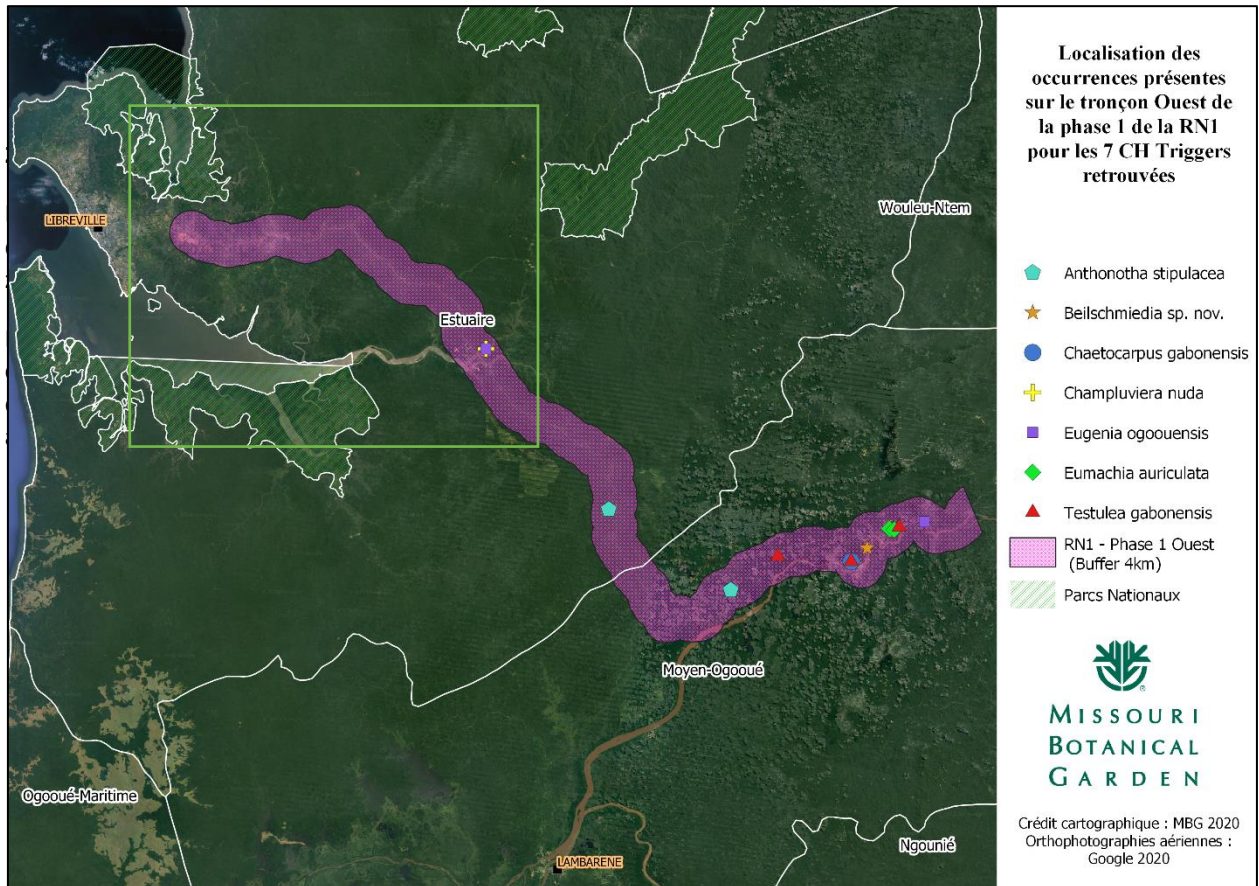 Localisation des
occurrences présentes
sur le tronçon Ouest de
la phase 1 de la RN1
pour les 7 CH Triggers
retrouvées
Anthonotha stipulacea
Beilschmiedia sp. nov.
Chaetocarpus gabonensis
Champluviera nuda
Eugenia ogoouensis
Eumachia auriculata
Testulea gabonensis
RN1 - Phase 1 Ouest
(Buffer 4km)
Parcs Nationaux
MISSOURI
BOTANICAL
GARDEN
Crédit cartographique : MBG 2020
Orthophotographies aériennes :
Google 2020
LIBREVILLE
Wouleu-Ntem
Estuaire
Moyen-Ogooué
Ogooué-Maritime
LAMBARENE
Ngounié